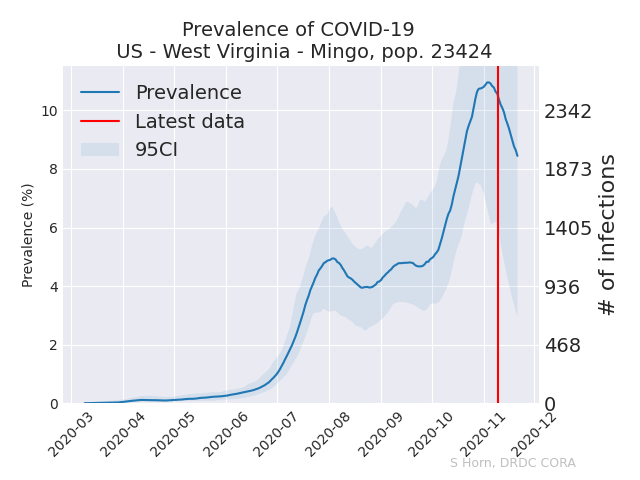 Prevalence of COVID-19
US - West Virginia - Mingo, pop. 23424
Prevalence
Latest data
95CI
Prevalence (%)
10
8
6
4
2
0
2342
1873
1405
936
468
0
# of infections
2020-03
2020-04
2020-05
2020-06
2020-07
2020-08
2020-09
2020-10
2020-11
2020-12
S Horn, DRDC CORA